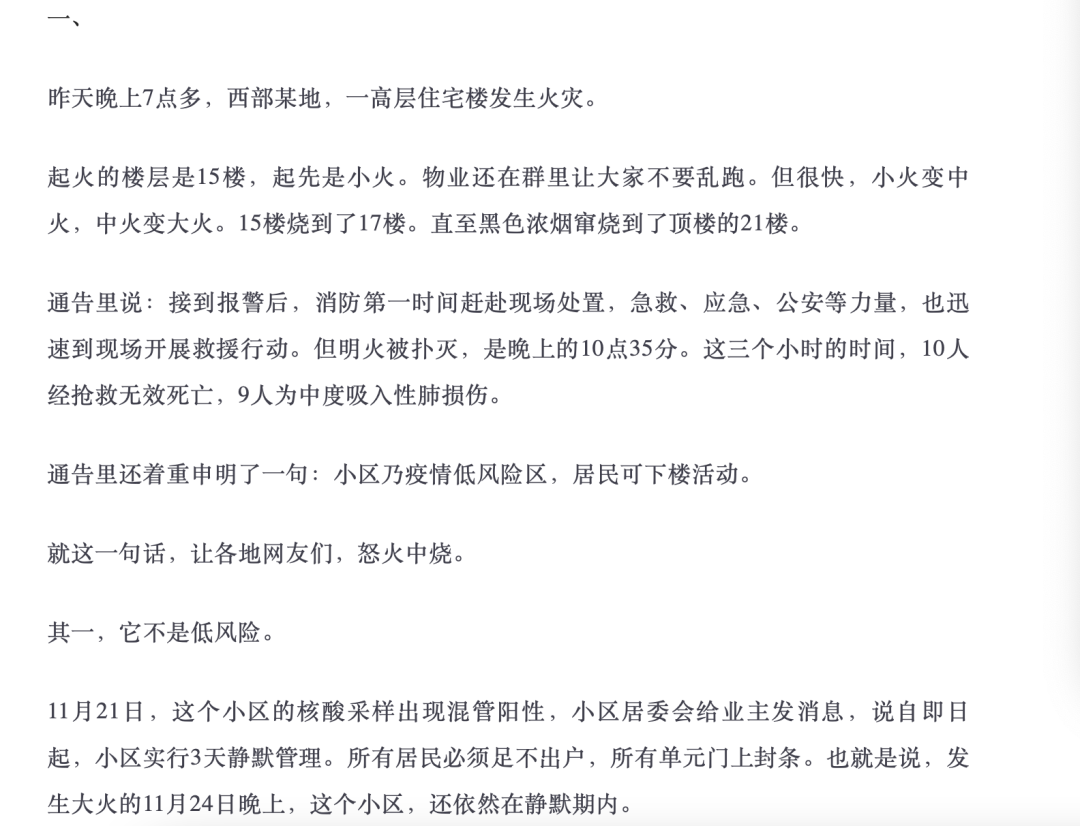 一、
昨天晚上7点多，西部某地，一高层住宅楼发生火灾。
起火的楼层是15楼，起先是小火。物业还在群里让大家不要乱跑。但很快，小火变中
火，中火变大火。15楼烧到了17楼。直至黑色浓烟窜烧到了顶楼的21楼。
通告里说：接到报警后，消防第一时间赶赴现场处置，急救、应急、公安等力量，也迅
速到现场开展救援行动。但明火被扑灭，是晚上的10点35分。这三个小时的时间，10人
经抢救无效死亡，9人为中度吸入性肺损伤。
通告里还着重申明了一句：小区乃疫情低风险区，居民可下楼活动。
就这一句话，让各地网友们，怒火中烧。
其一，它不是低风险。
11月21日，这个小区的核酸采样出现混管阳性，小区居委会给业主发消息，说自即日
起，小区实行3天静默管理。所有居民必须足不出户，所有单元门上封条。也就是说，发
生大火的11月24日晚上，这个小区，还依然在静默期内。